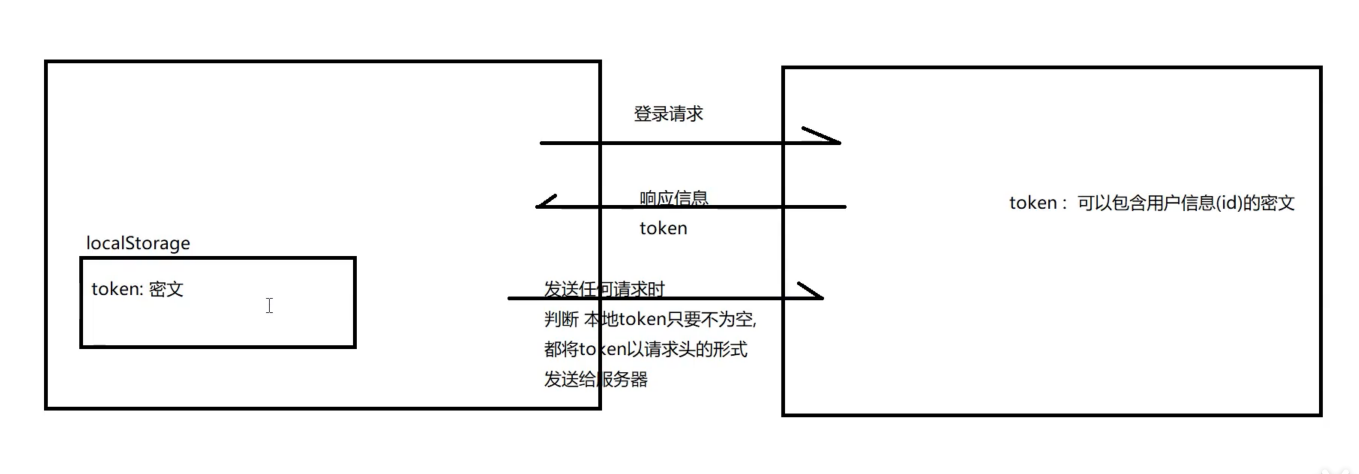 登录请求
响应信息
token
token： 可以包含用户信息(id)的密文
localStorage
token: 密文
发送任何请求时
判断 本地token只要不为空,
都将token以请求头的形式
发送给服务器